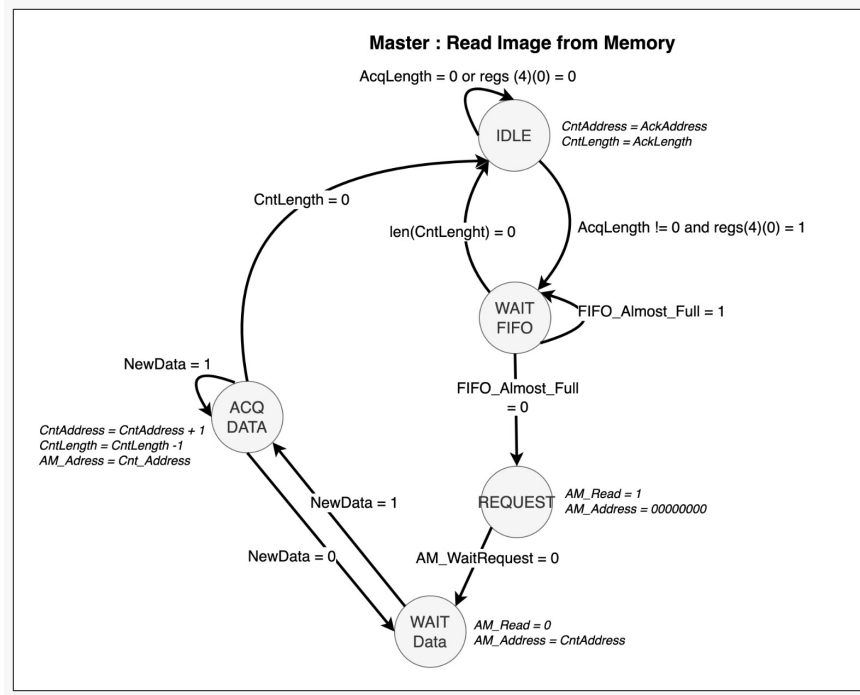 Master : Read Image from Memory
AcqLength = 0 or regs (4)(0) = 0
IDLE
CntAddress = AckAddress
CntLength = AckLength
CntLength = 0
len(CntLenght) = 0
AcqLength != 0 and regs(4)(0) = 1
WAIT
FIFO
FIFO_Almost_Full = 1
NewData = 1
FIFO_Almost_Full
= 0
ACQ
DATA
CntAddress = CntAddress + 1
CntLength = CntLength -1
AM_Adress = Cnt_Address
REQUEST
AM_Read = 1
AM_Address = 00000000
NewData = 1
NewData = 0
AM_WaitRequest = 0
WAIT
Data
AM_Read = 0
AM_Address = CntAddress